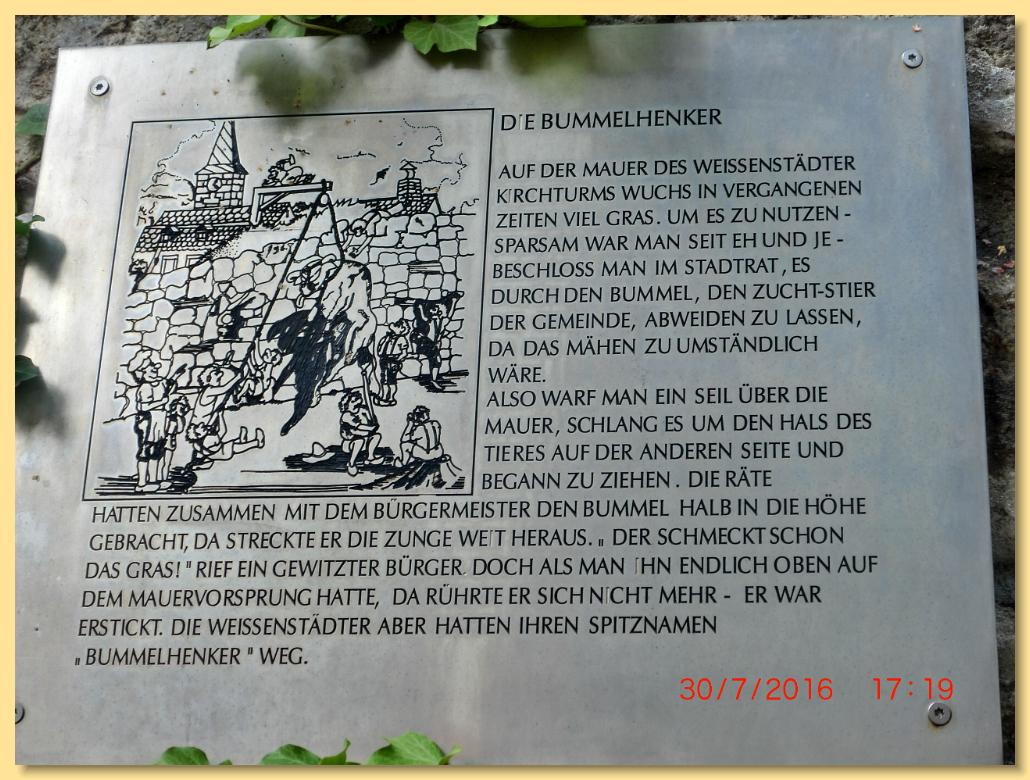 DIE BUMMELHENKER
AUF DER MAUER DES WEISSENSTÄDTER
KIRCHTURMS WUCHS IN VERGANGENEN
ZEITEN VIEL GRAS. UM ES ZU NUTZEN -
SPARSAM WAR MAN SEIT EH UND JE -
BESCHLOSS MAN IM STADTRAT, ES
DURCH DEN BUMMEL, DEN ZUCHT-STIER
DER GEMEINDE, ABWEIDEN ZU LASSEN,
DA DAS MÄHEN ZU UMSTÄNDLICH
WÄRE.
ALSO WARF MAN EIN SEIL ÜBER DIE
MAUER, SCHLANG ES UM DEN HALS DES
TIERES AUF DER ANDEREN SEITE UND
BEGANN ZU ZIEHEN. DIE RÄTE
HATTEN ZUSAMMEN MIT DEM BÜRGERMEISTER DEN BUMMEL HALB IN DIE HÖHE
GEBRACHT, DA STRECKTE ER DIE ZUNGE WEIT HERAUS. „ DER SCHMECKT SCHON
DAS GRAS! " RIEF EIN GEWITZTER BÜRGER. DOCH ALS MAN IHN ENDLICH OBEN AUF
DEM MAUERVORSPRUNG HATTE, DA RÜHRTE ER SICH NICHT MEHR - ER WAR
ERSTICKT. DIE WEISSENSTÄDTER ABER HATTEN IHREN SPITZNAMEN
„ BUMMELHENKER " WEG.
30/7/2016 17:19